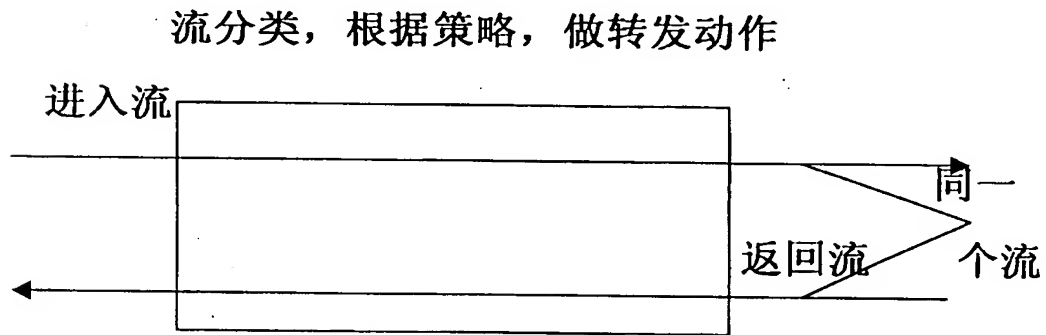 流分类，根据策略，做转发动作
进入流
同一
返回流
个流